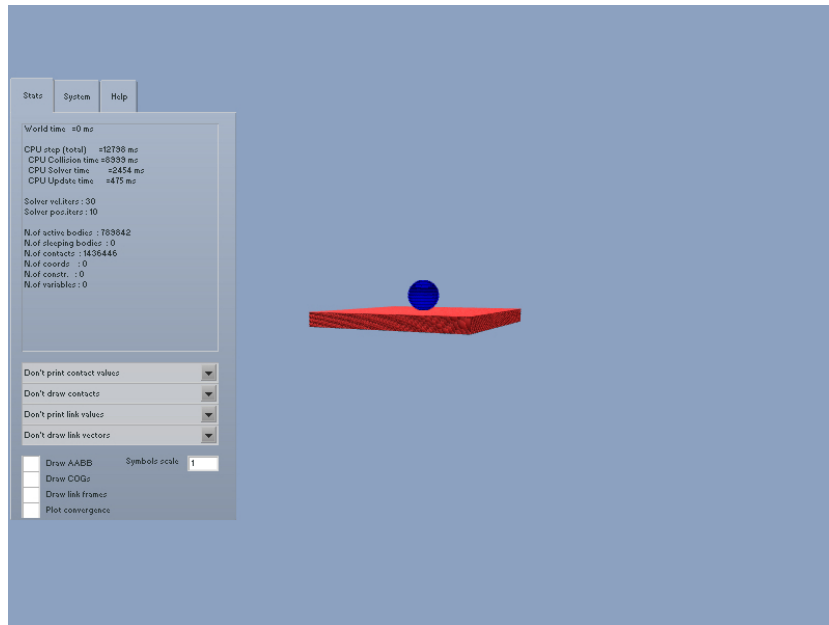 Stats System Help
World time =0 ms
CPU step (total) =12798 ms
CPU Collision time =8999 ms
CPU Solver time =2454 ms
CPU Update time =475 ms
Solver vel.iters : 30
Solver pos.iters : 10
N.of active bodies : 789842
N.of sleeping bodies : 0
N.of contacts : 1436446
N.of coords : 0
N.of constr. : 0
N.of variables : 0
Don't print contact values
Don't draw contacts
Don't print link values
Don't draw link vectors
Draw AABB Symbols scale 1
Draw COGs
Draw link frames
Plot convergence